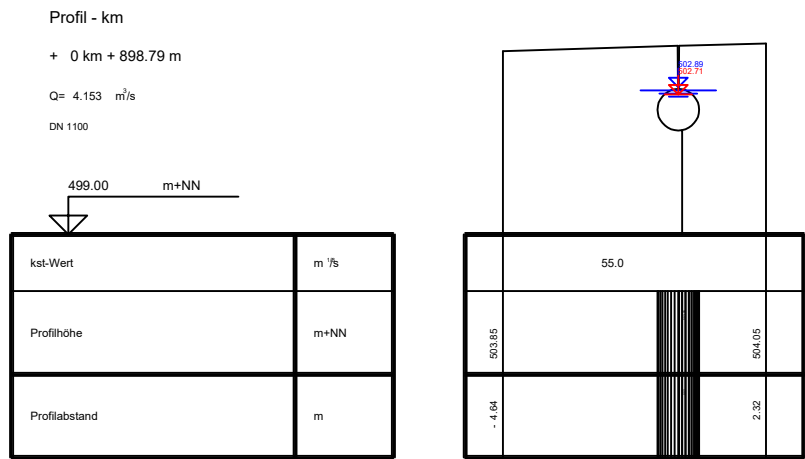 Profil - km
+ 0 km + 898.79 m
Q= 4.153 m³/s
DN 1100
499.00 m+NN
kst-Wert m ¹/³/s
Profilhöhe m+NN
Profilabstand m
502.89
502.71
55.0
503.85
504.05
- 4.64
2.32